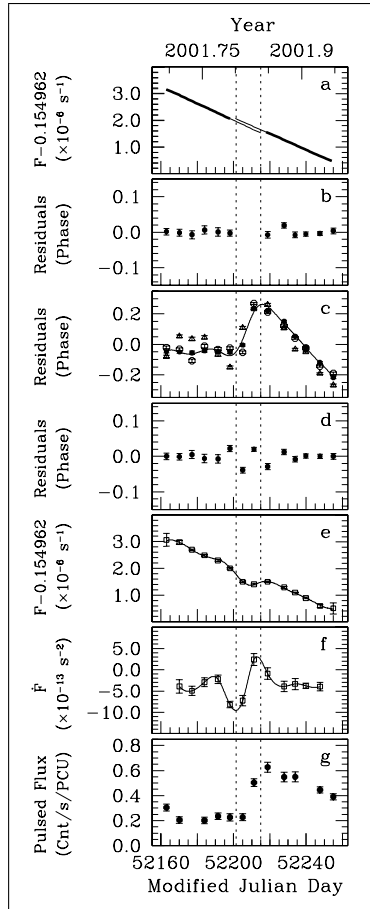 Year
2001.75 2001.9
a
F-0.154962
(×10⁻⁶ s⁻¹)
3.0
2.0
1.0
b
Residuals
(Phase)
0.1
0.0
−0.1
c
Residuals
(Phase)
0.2
0.0
−0.2
d
Residuals
(Phase)
0.1
0.0
−0.1
e
F-0.154962
(×10⁻⁶ s⁻¹)
3.0
2.0
1.0
f
Ḟ
(×10⁻¹³ s⁻²)
5.0
0.0
−5.0
−10.0
g
Pulsed Flux
(Cnt/s/PCU)
0.8
0.6
0.4
0.2
0.0
52160 52200 52240
Modified Julian Day